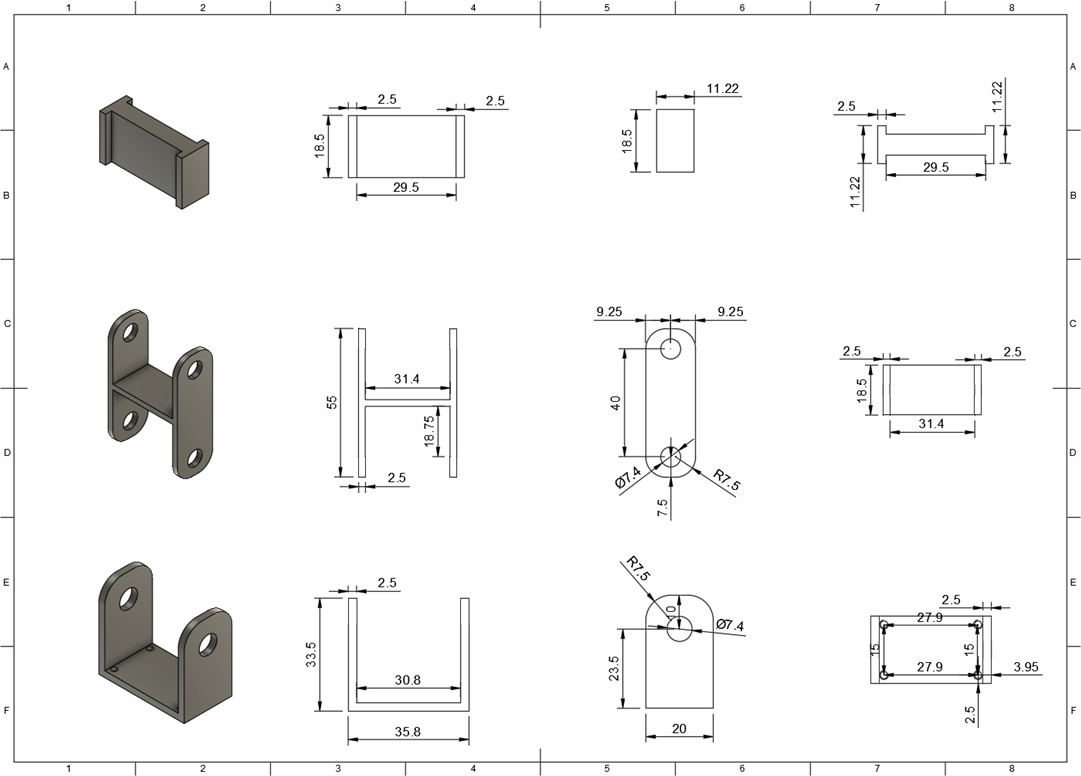 1 2 3 4 5 6 7 8
A A
2.5 2.5 11.22 2.5 11.22
18.5 18.5
29.5 29.5
B B
11.22
9.25 9.25
C C
2.5 2.5
31.4
55 40 18.5
31.4
18.75
D D
2.5 Ø7.4 R7.5
7.5
E E
2.5 R7.5 2.5
10 Ø7.4 27.9
33.5 15 15
23.5
30.8 27.9 3.95
F F
35.8 20 2.5
1 2 3 4 5 6 7 8